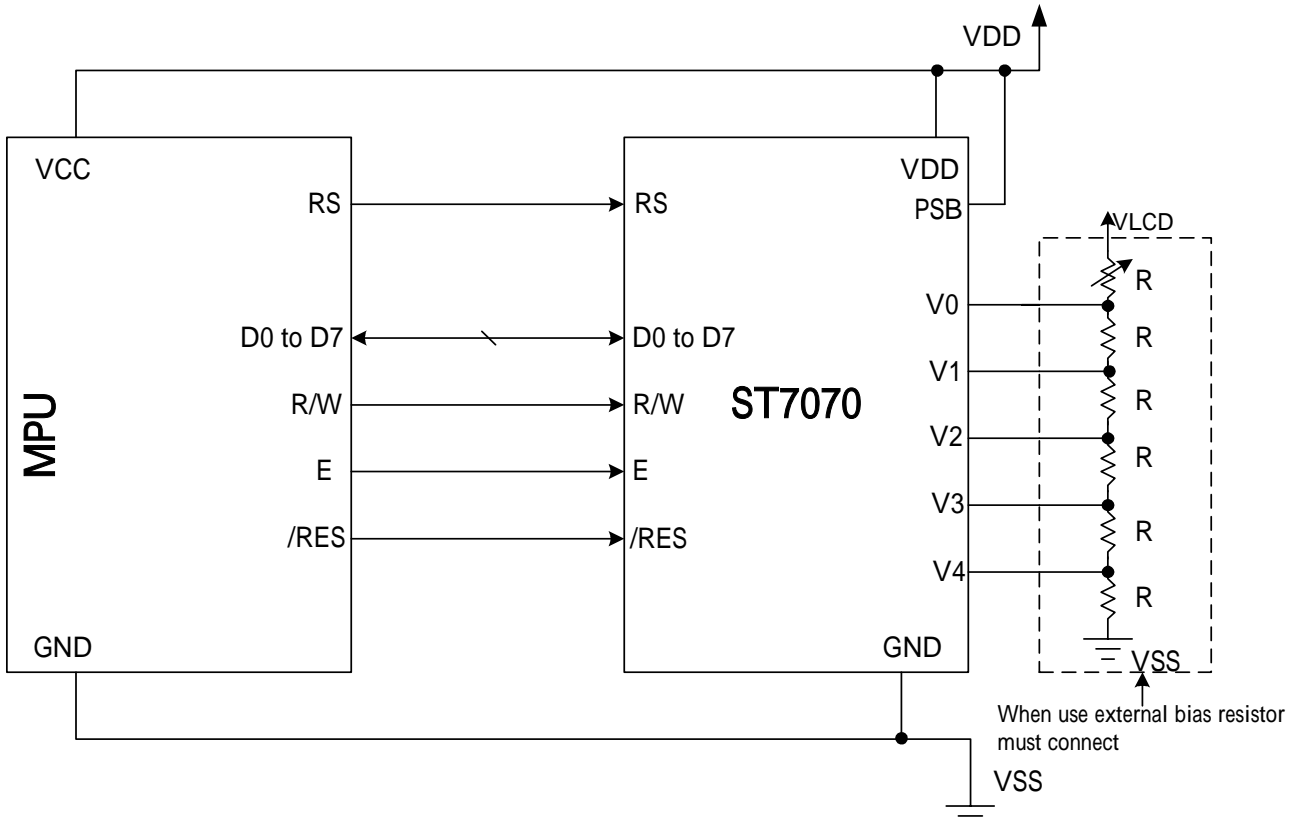 VDD
VCC
VDD
RS
RS
PSB
VLCD
R
V0
D0 to D7
D0 to D7
R
V1
MPU
R/W
R/W
ST7070
R
V2
E
E
R
V3
/RES
/RES
R
V4
R
GND
GND
VSS
When use external bias resistor
must connect
VSS